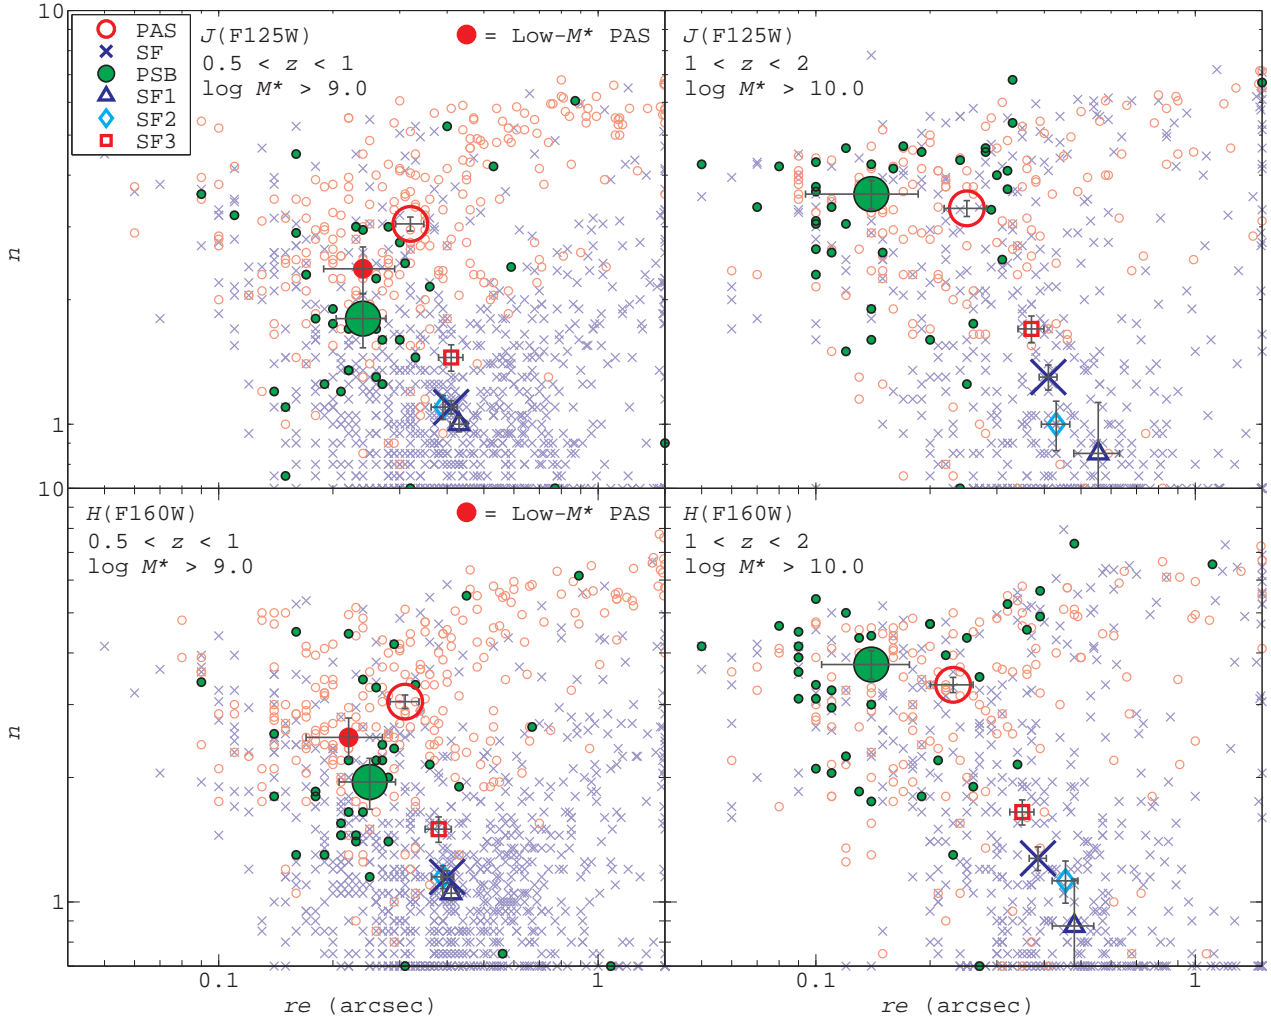 10
PAS
SF
PSB
SF1
SF2
SF3
J(F125W)
0.5 < z < 1
log M* > 9.0
= Low-M* PAS
J(F125W)
1 < z < 2
log M* > 10.0
n
1
10
H(F160W)
0.5 < z < 1
log M* > 9.0
= Low-M* PAS
H(F160W)
1 < z < 2
log M* > 10.0
n
1
0.1
1
0.1
1
re (arcsec)
re (arcsec)